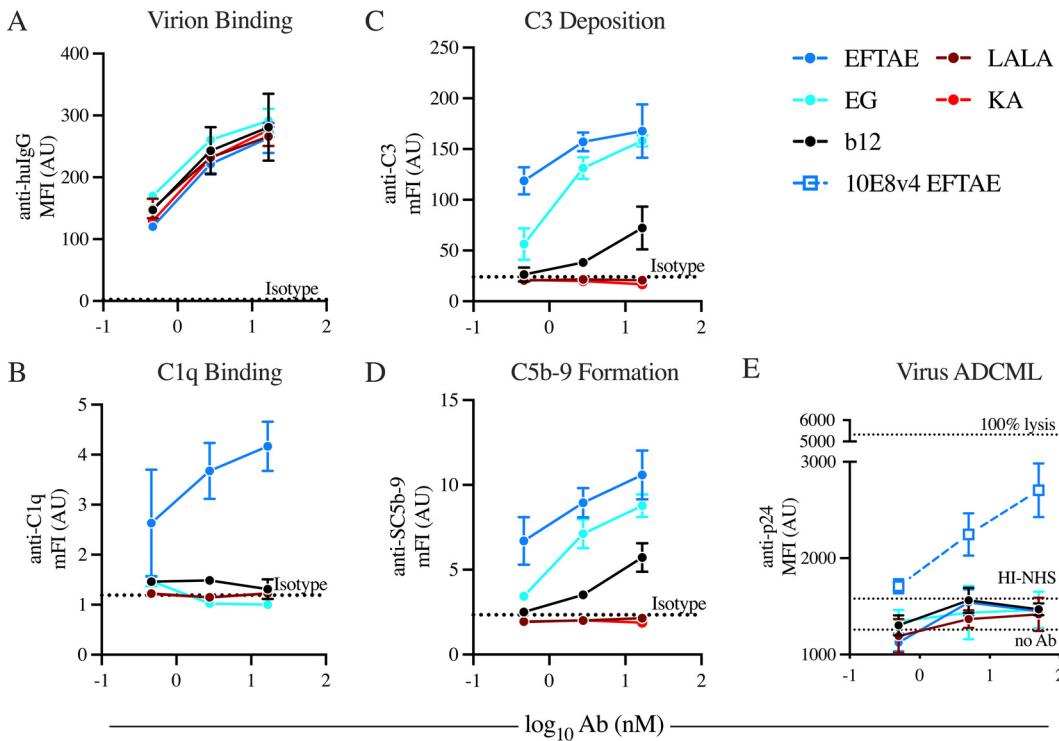 A
Virion Binding
anti-huIgG
MFI (AU)
400
300
200
100
0
Isotype
-1
0
1
2
C
C3 Deposition
anti-C3
mFI (AU)
250
200
150
100
50
0
Isotype
-1
0
1
2
EFTAE
LALA
EG
KA
b12
10E8v4 EFTAE
B
C1q Binding
anti-C1q
mFI (AU)
5
4
3
2
1
0
Isotype
-1
0
1
2
D
C5b-9 Formation
anti-SC5b-9
mFI (AU)
15
10
5
0
Isotype
-1
0
1
2
E
Virus ADCML
anti-p24
MFI (AU)
6000
5000
3000
2000
1000
100% lysis
HI-NHS
no Ab
-1
0
1
2
log10 Ab (nM)